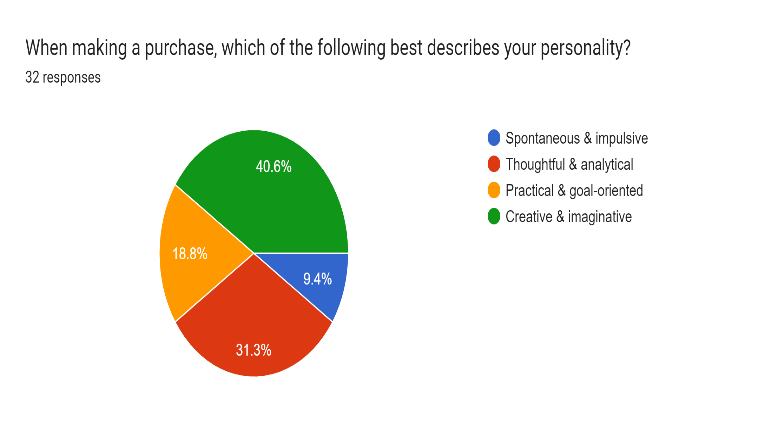 When making a purchase, which of the following best describes your personality?
32 responses
Spontaneous & impulsive
Thoughtful & analytical
Practical & goal-oriented
Creative & imaginative
40.6%
18.8%
9.4%
31.3%